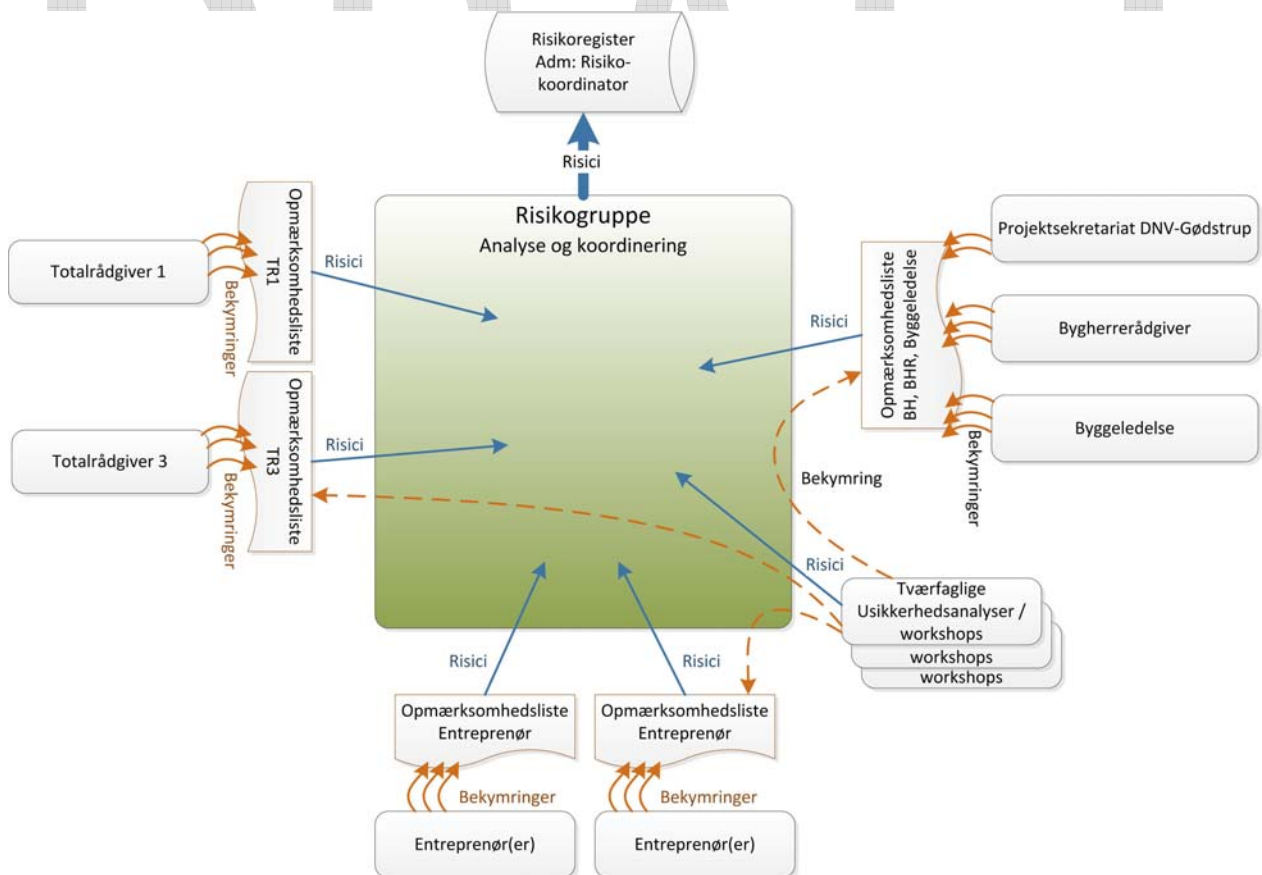 Risikoregister
Adm: Risiko-
koordinator
Risici
Risikogruppe
Analyse og koordinering
Totalrådgiver 1
Bekymringer
Opmærksomhedsliste
TR1
Risici
Totalrådgiver 3
Bekymringer
Opmærksomhedsliste
TR3
Risici
Projektsekretariat DNV-Gødstrup
Bygherrerådgiver
Byggeledelse
Bekymringer
Opmærksomhedsliste
BH, BHR, Byggeledelse
Risici
Bekymring
Risici
Tværfaglige
Usikkerhedsanalyser /
workshops
workshops
workshops
Risici
Risici
Opmærksomhedsliste
Entreprenør
Opmærksomhedsliste
Entreprenør
Bekymringer
Bekymringer
Entreprenør(er)
Entreprenør(er)